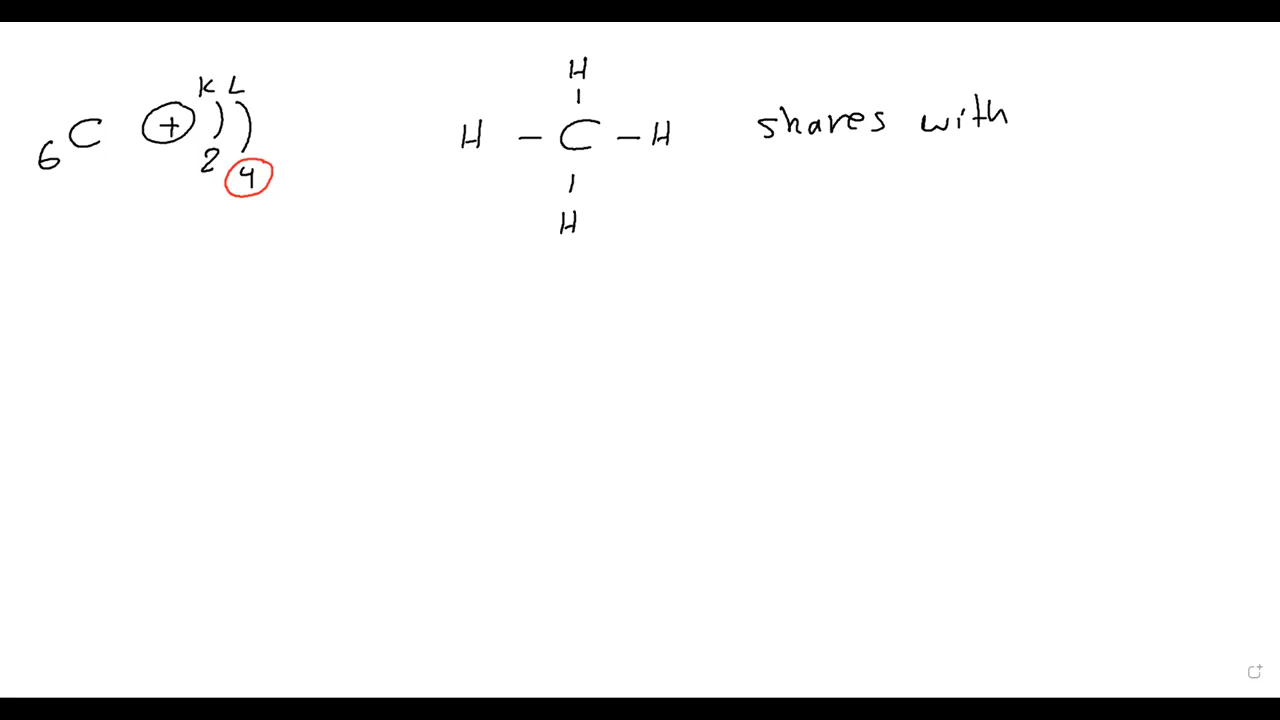 K L
6 C + ) ) 2 4
H
H – C – H
H
shares with